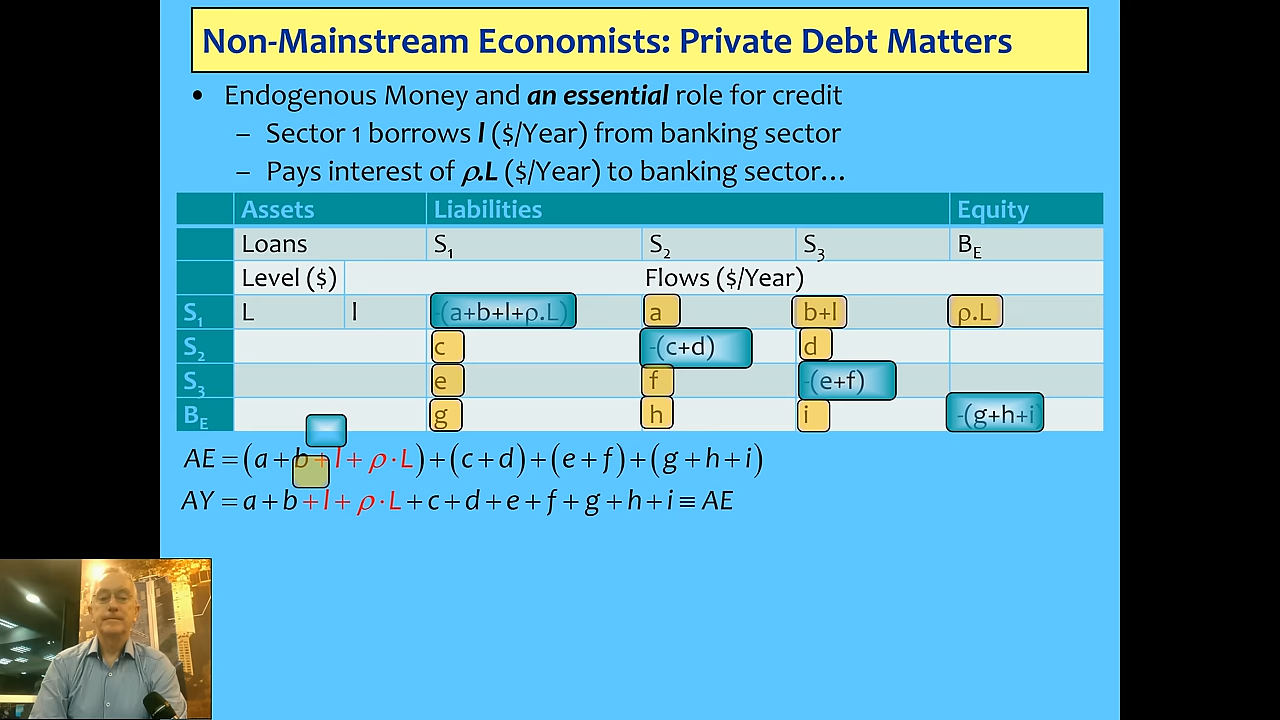 Non-Mainstream Economists: Private Debt Matters
• Endogenous Money and an essential role for credit
– Sector 1 borrows l ($/Year) from banking sector
– Pays interest of ρ.L ($/Year) to banking sector…
Assets Liabilities Equity
Loans S₁ S₂ S₃ B_E
Level ($) Flows ($/Year)
S₁ L l -(a+b+l+ρ.L) a b+l ρ.L
S₂ c -(c+d) d
S₃ e f -(e+f)
B_E g h i -(g+h+i)
AE = (a + b + l + ρ · L) + (c + d) + (e + f) + (g + h + i)
AY = a + b + l + ρ · L + c + d + e + f + g + h + i ≡ AE